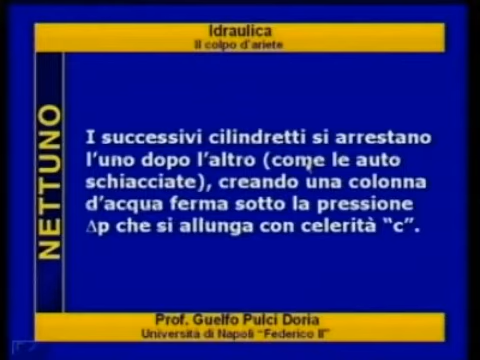 Idraulica
Il colpo d'ariete
NETTUNO
I successivi cilindretti si arrestano
l'uno dopo l'altro (come le auto
schiacciate), creando una colonna
d'acqua ferma sotto la pressione
Δp che si allunga con celerità "c".
Prof. Guelfo Pulci Doria
Università di Napoli "Federico II"